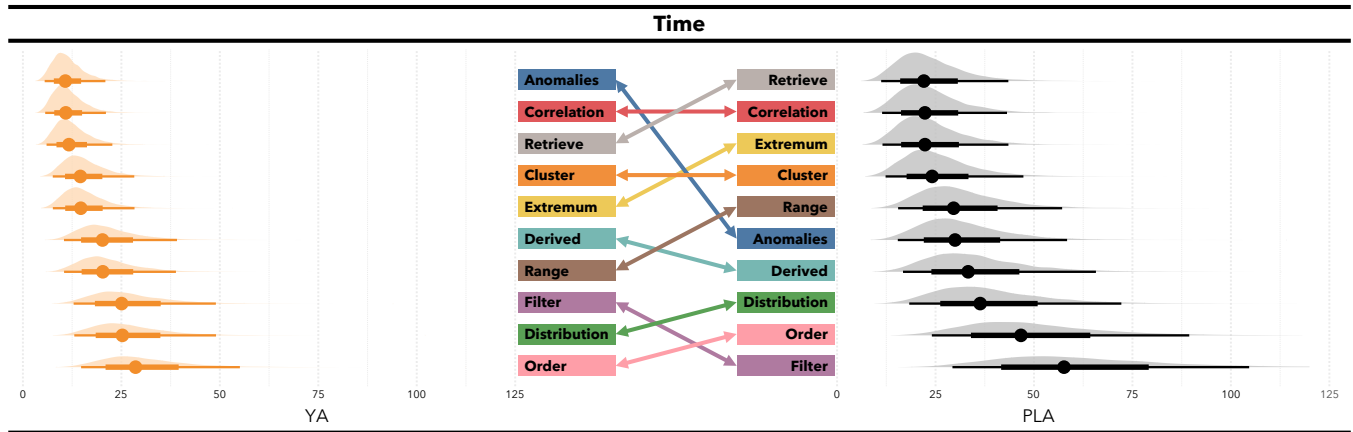 Time
Anomalies Retrieve
Correlation Correlation
Retrieve Extremum
Cluster Cluster
Extremum Range
Derived Anomalies
Range Derived
Filter Distribution
Distribution Order
Order Filter
0 25 50 75 100 125 0 25 50 75 100 125
YA PLA